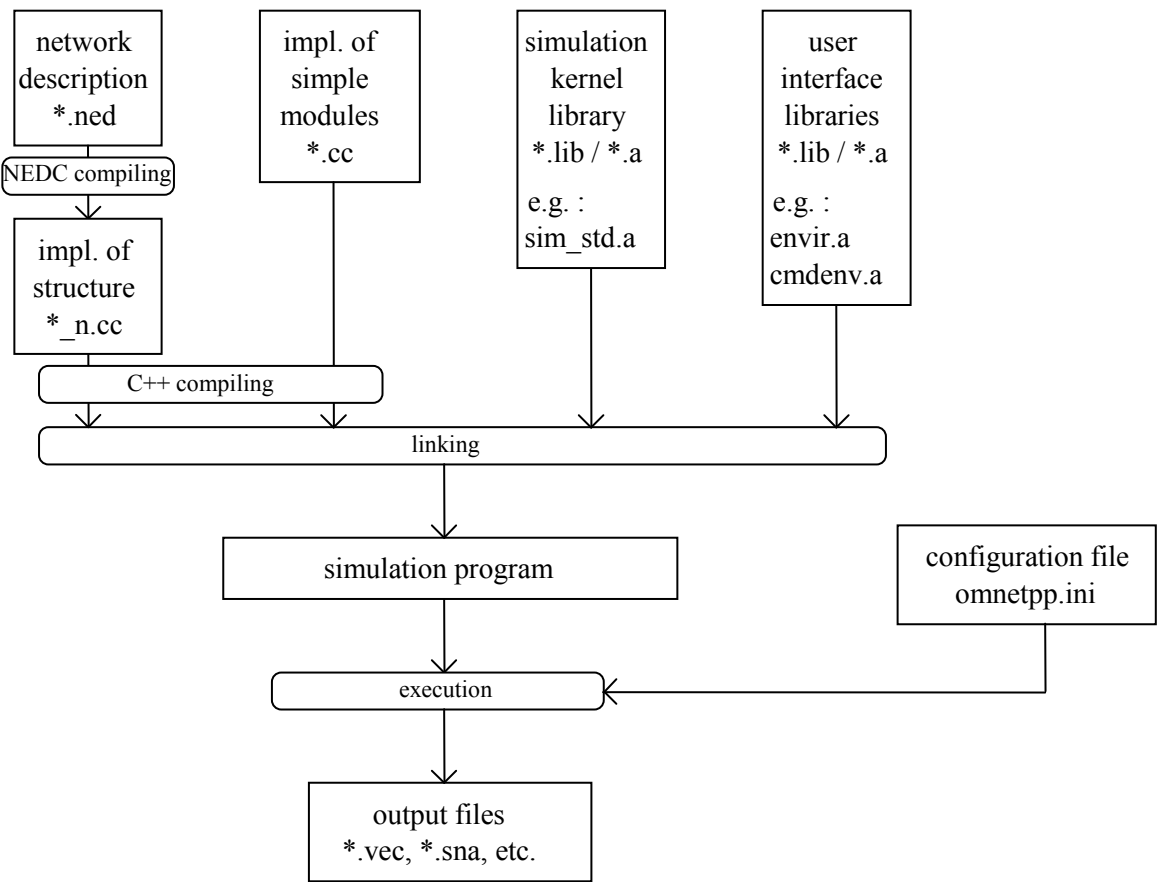 network
description
*.ned
NEDC compiling
impl. of
structure
*_n.cc
impl. of
simple
modules
*.cc
C++ compiling
simulation
kernel
library
*.lib / *.a
e.g. :
sim_std.a
user
interface
libraries
*.lib / *.a
e.g. :
envir.a
cmdenv.a
linking
simulation program
configuration file
omnetpp.ini
execution
output files
*.vec, *.sna, etc.